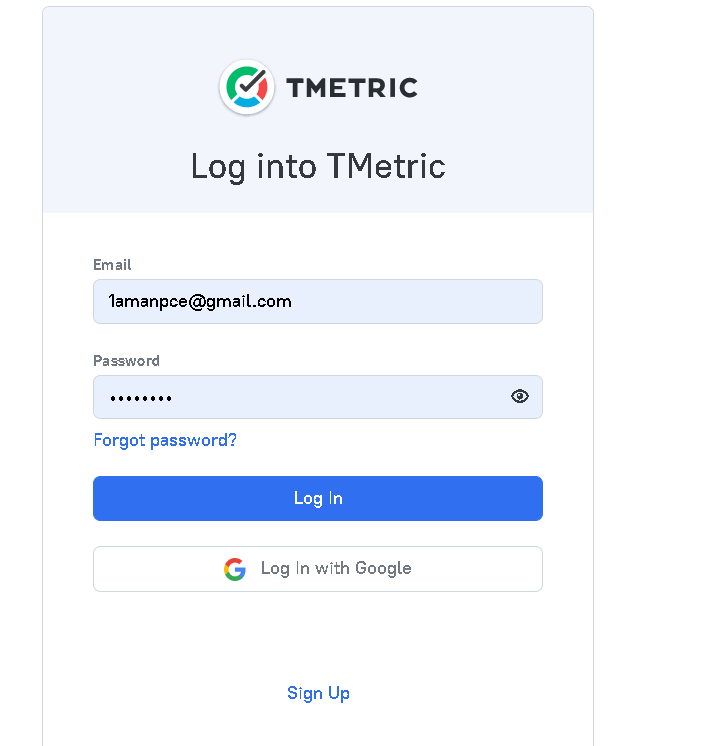 TMETRIC
Log into TMetric
Email
1amanpce@gmail.com
Password
••••••••
Forgot password?
Log In
Log In with Google
Sign Up